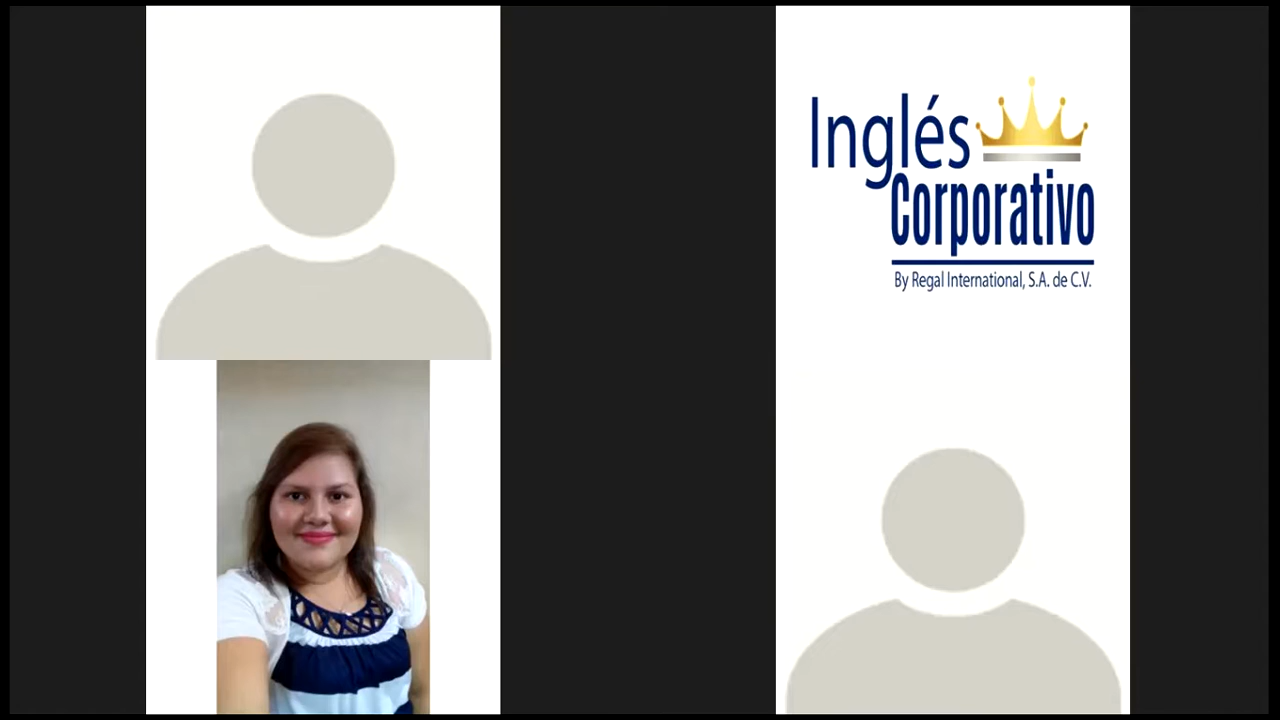 Inglés
Corporativo
By Regal International, S.A. de C.V.